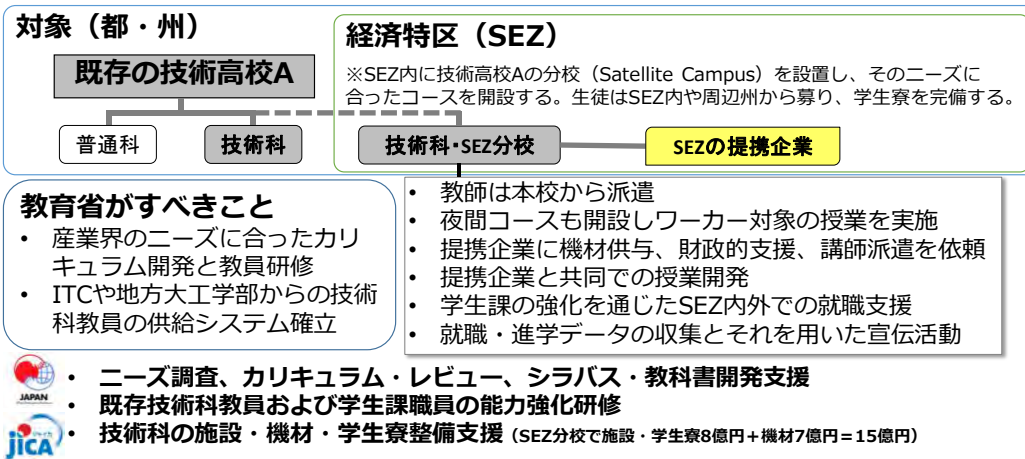 対象（都・州）
経済特区（SEZ）
既存の技術高校A
※SEZ内に技術高校Aの分校（Satellite Campus）を設置し、そのニーズに
合ったコースを開設する。生徒はSEZ内や周辺州から募り、学生寮を完備する。
普通科
技術科
技術科・SEZ分校
SEZの提携企業
教育省がすべきこと
• 産業界のニーズに合ったカリ
キュラム開発と教員研修
• ITCや地方大工学部からの技術
科教員の供給システム確立
• 教師は本校から派遣
• 夜間コースも開設しワーカー対象の授業を実施
• 提携企業に機材供与、財政的支援、講師派遣を依頼
• 提携企業と共同での授業開発
• 学生課の強化を通じたSEZ内外での就職支援
• 就職・進学データの収集とそれを用いた宣伝活動
JAPAN
jICA
• ニーズ調査、カリキュラム・レビュー、シラバス・教科書開発支援
• 既存技術科教員および学生課職員の能力強化研修
• 技術科の施設・機材・学生寮整備支援（SEZ分校で施設・学生寮8億円＋機材7億円＝15億円）